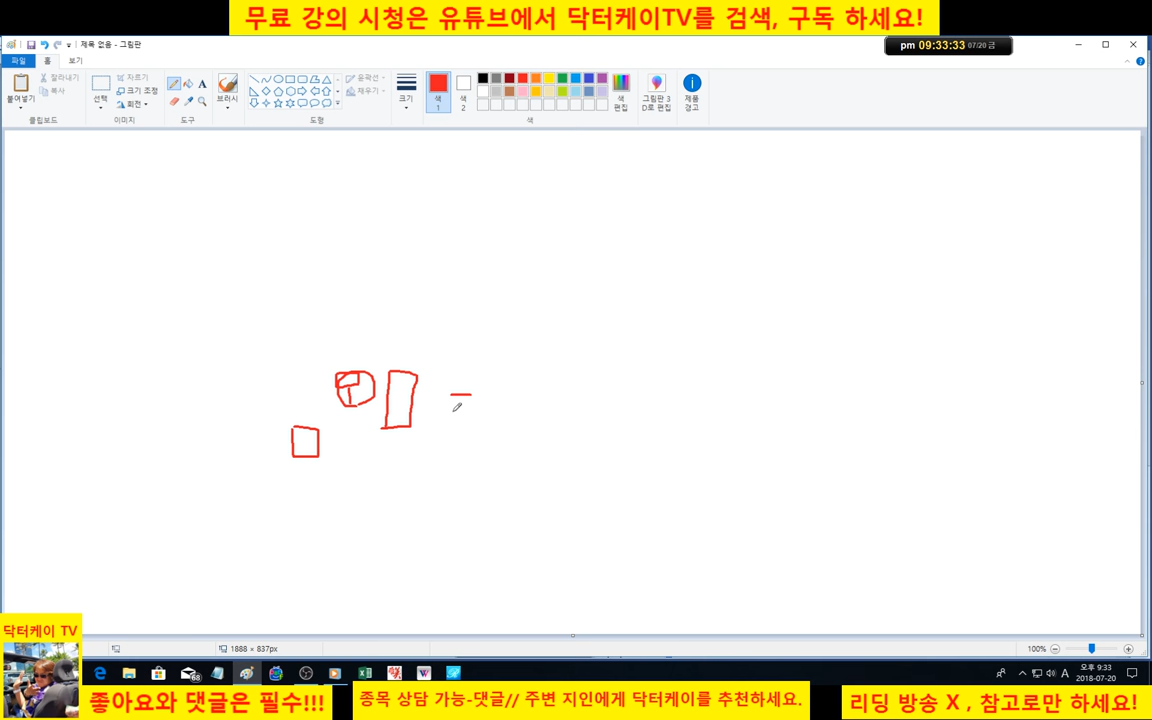 무료 강의 시청은 유튜브에서 닥터케이TV를 검색, 구독 하세요!
제목 없음 - 그림판
pm 09:33:33 07/20 금
파일 홈 보기
붙여넣기
잘라내기
복사
클립보드
선택
자르기
크기 조정
회전
이미지
A
도구
브러시
윤곽선
채우기
도형
크기
색
1
색
2
색
편집
색
그림판 3
D로 편집
제품
경고
닥터케이 TV
1888 × 837px
100%
68
A
오후 9:33
2018-07-20
좋아요와 댓글은 필수!!!
종목 상담 가능-댓글// 주변 지인에게 닥터케이를 추천하세요.
리딩 방송 X , 참고로만 하세요!